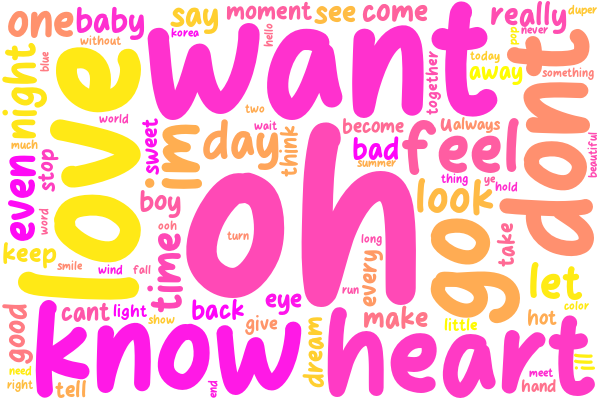 one
baby
say
moment
see
come
really
duper
without
korea
hello
want
pop
never
blue
night
love
world
two
together
today
away
something
dont
much
even
stop
sweet
im
day
wait
think
become
bad
summer
feel
u
always
beautiful
thing
ye
hold
look
oh
boy
ooh
time
turn
word
keep
smile
wind
fall
long
every
run
go
take
let
color
good
cant
light
show
back
give
eye
dream
make
little
hot
need
right
know
tell
end
heart
meet
hand
ill